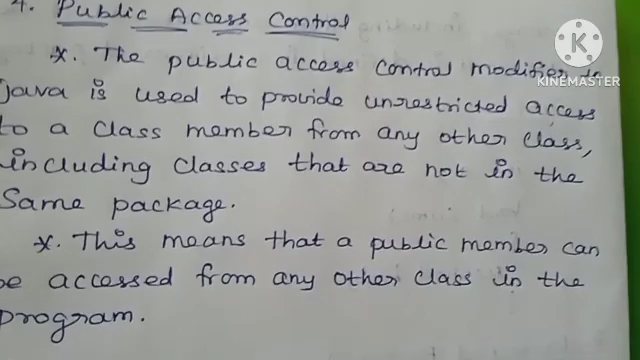 4. Public Access Control
*. The public access control modifier in
Java is used to provide unrestricted access
to a class member from any other class,
including classes that are not in the
same package.
*. This means that a public member can
be accessed from any other class in the
program.
KINEMASTER